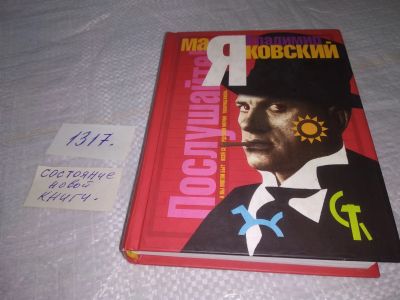 Владимир
МаЯковский
Послушайте!
1317.
состояние
новой
книги.